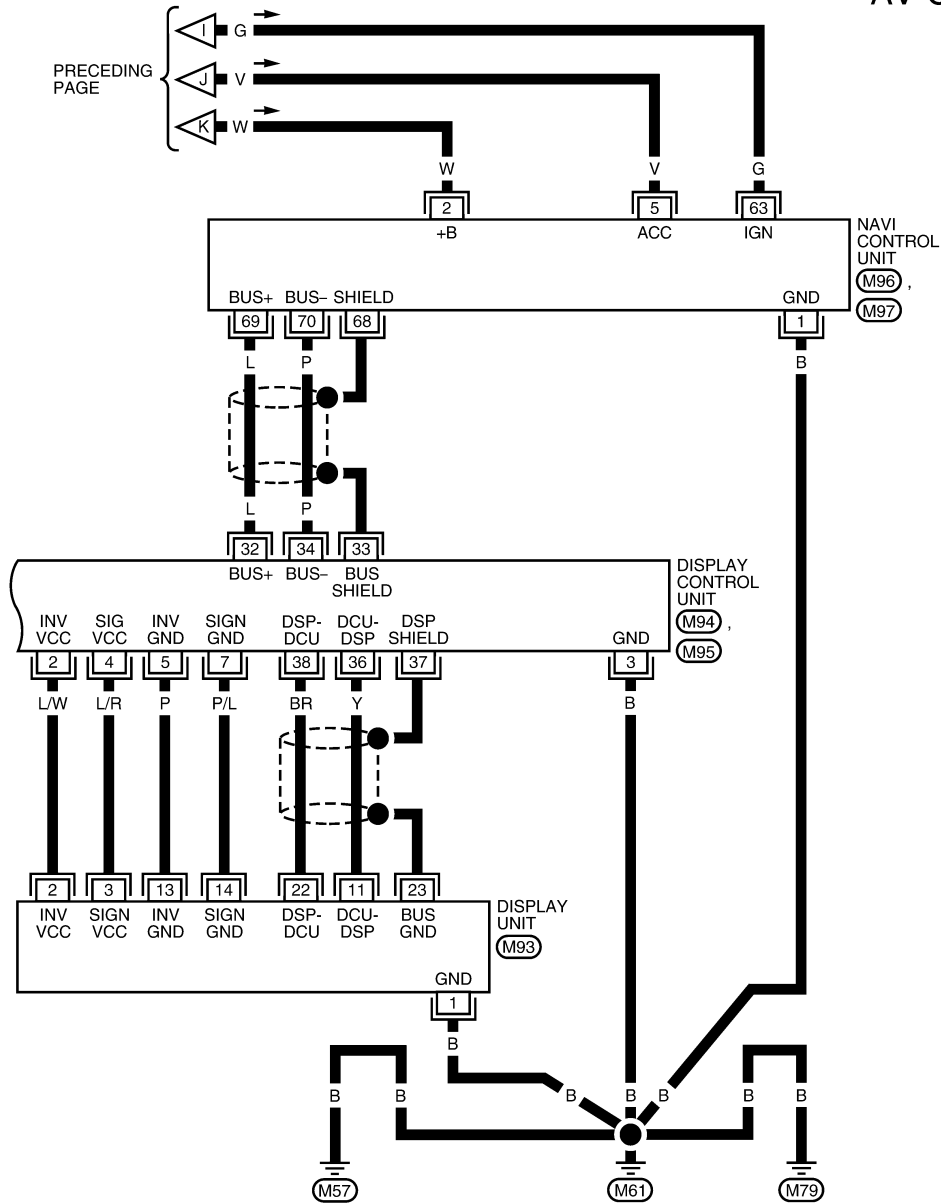 AV-C
I G
PRECEDING
PAGE
J V
K W
W V G
2 5 63
+B ACC IGN
NAVI
CONTROL
UNIT
M96 ,
M97
BUS+ BUS– SHIELD GND
69 70 68 1
L P B
L P
32 34 33
BUS+ BUS– BUS
SHIELD
DISPLAY
CONTROL
UNIT
M94 ,
M95
INV
VCC
SIG
VCC
INV
GND
SIGN
GND
DSP-
DCU
DCU-
DSP
DSP
SHIELD
GND
2 4 5 7 38 36 37 3
L/W L/R P P/L BR Y B
2 3 13 14 22 11 23
INV
VCC
SIGN
VCC
INV
GND
SIGN
GND
DSP-
DCU
DCU-
DSP
BUS
GND
DISPLAY
UNIT
M93
GND
1
B
B B B B B B B
M57 M61 M79